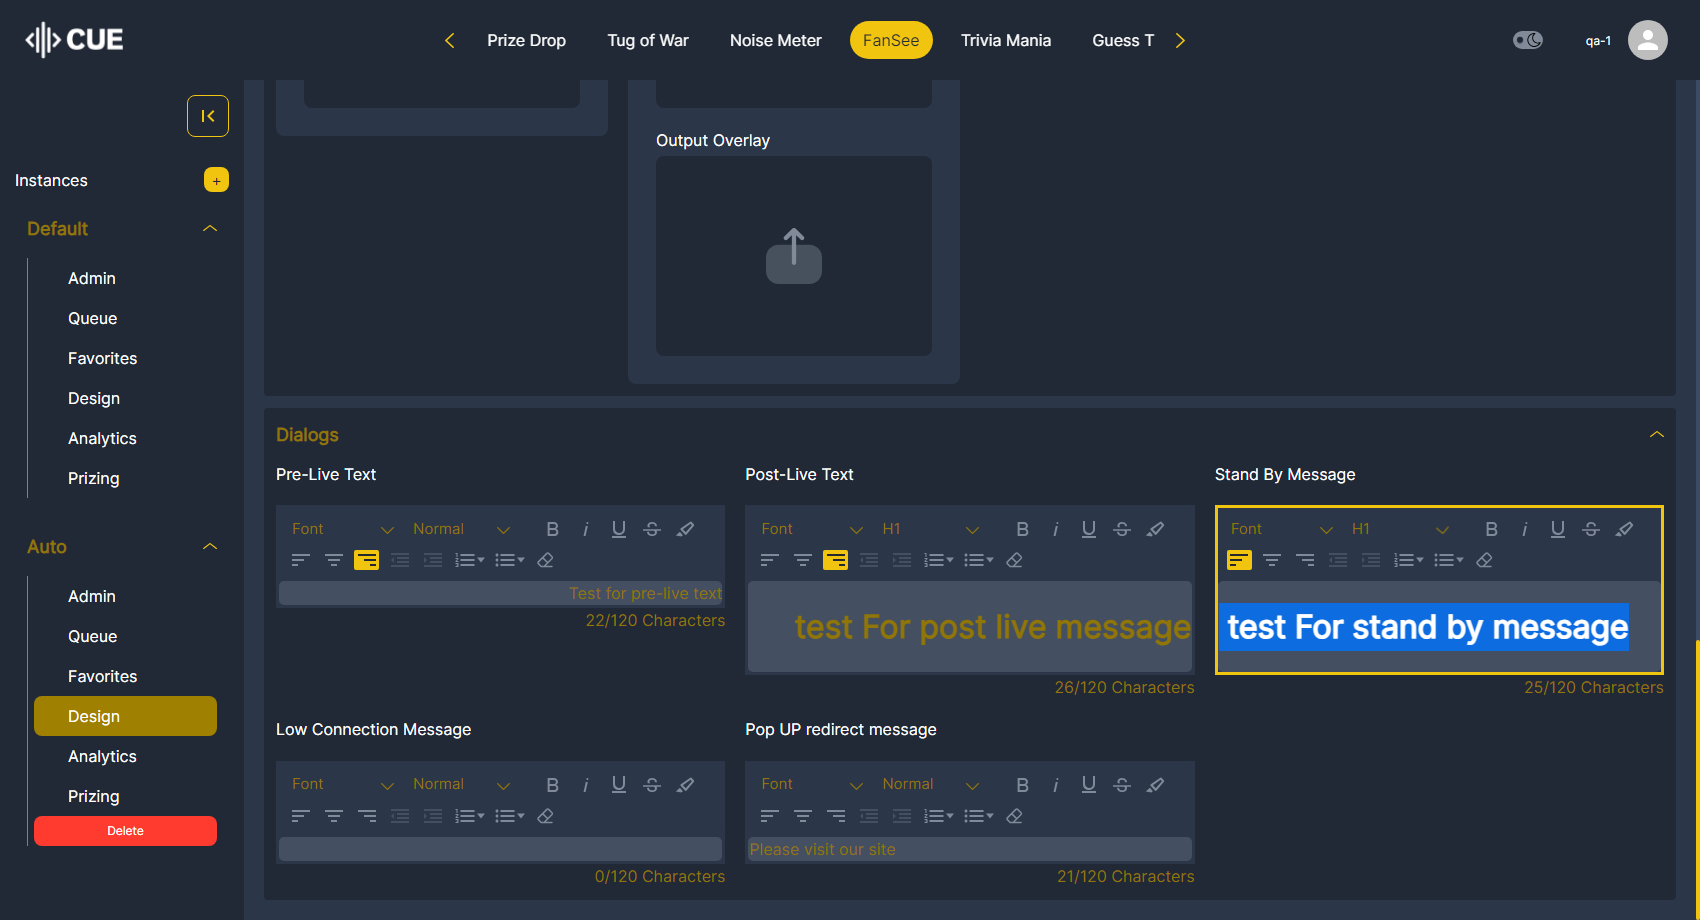 CUE
Prize Drop
Tug of War
Noise Meter
FanSee
Trivia Mania
Guess T
qa-1
Instances
+
Default
Admin
Queue
Favorites
Design
Analytics
Prizing
Auto
Admin
Queue
Favorites
Design
Analytics
Prizing
Delete
Output Overlay
Dialogs
Pre-Live Text
Font Normal B i U S
Test for pre-live text
22/120 Characters
Post-Live Text
Font H1 B i U S
test For post live message
26/120 Characters
Stand By Message
Font H1 B i U S
test For stand by message
25/120 Characters
Low Connection Message
Font Normal B i U S
0/120 Characters
Pop UP redirect message
Font Normal B i U S
Please visit our site
21/120 Characters